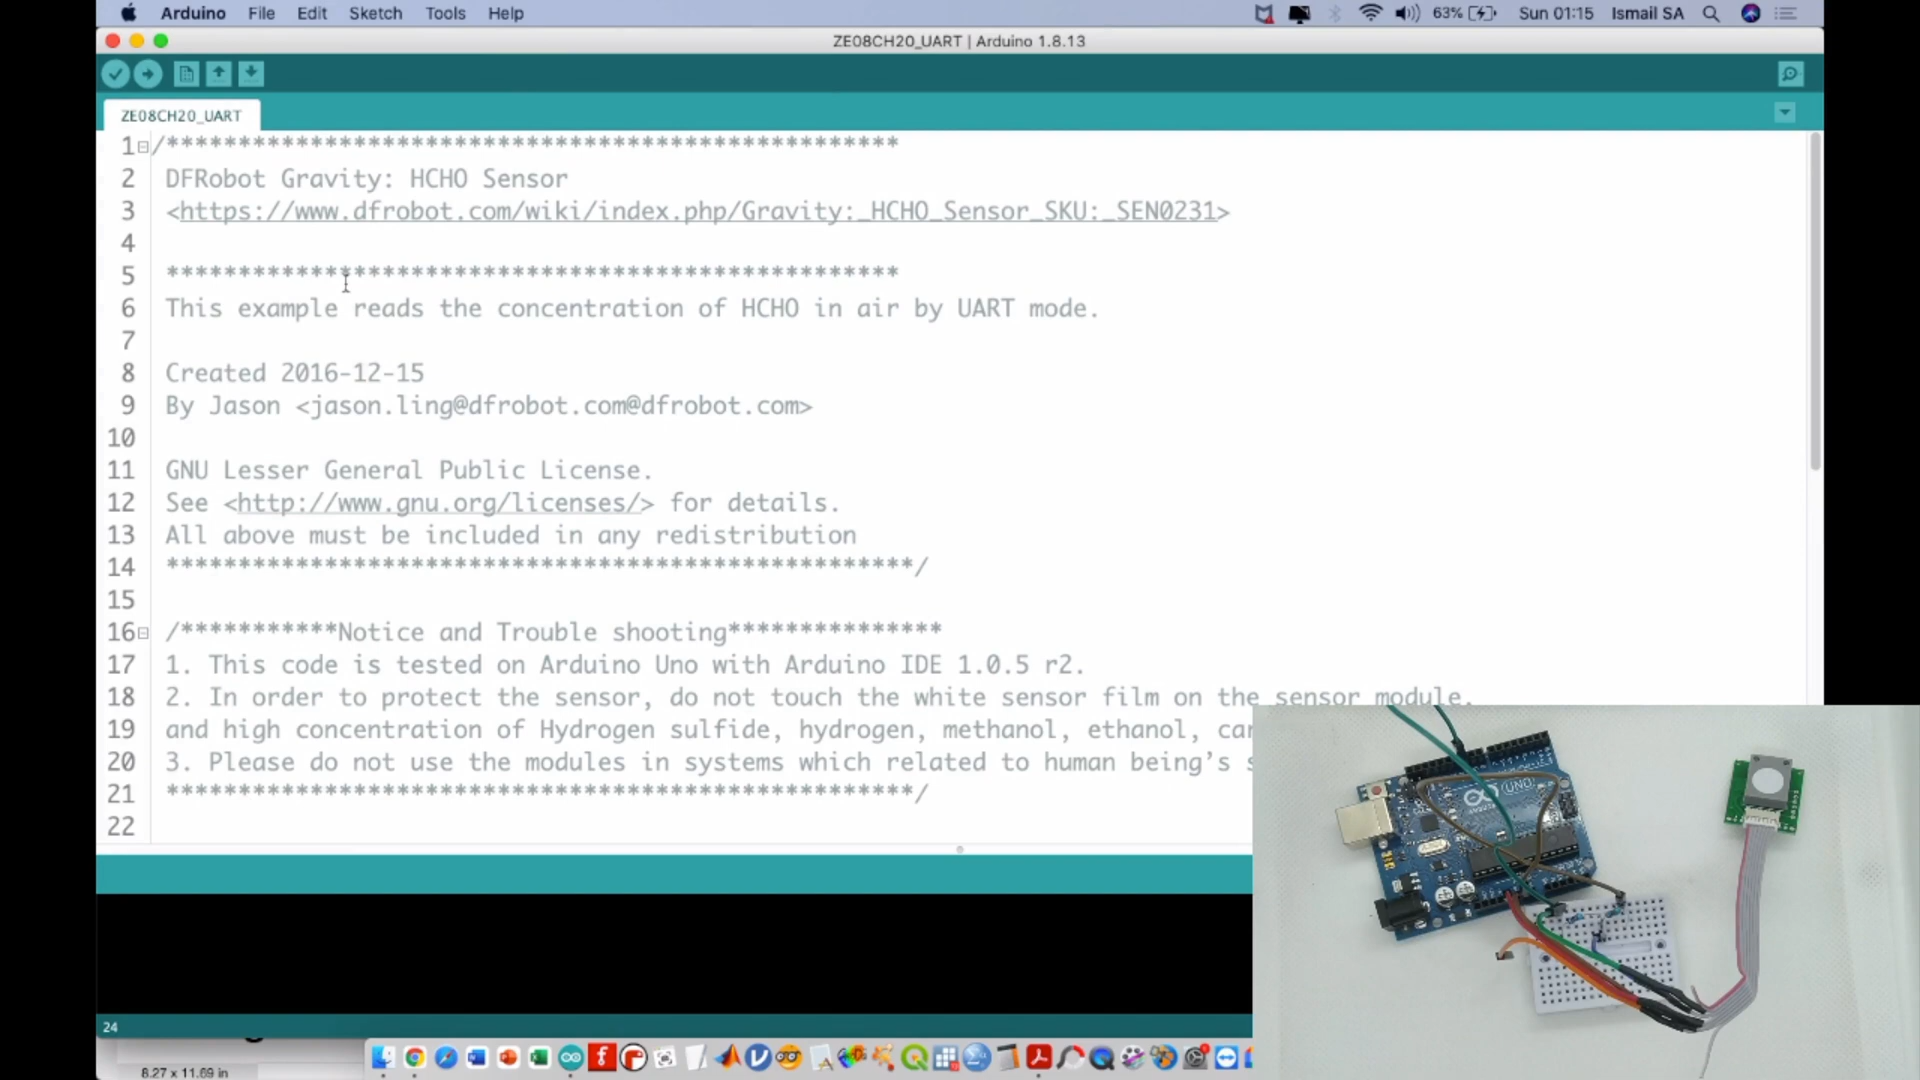 Arduino File Edit Sketch Tools Help 63% Sun 01:15 Ismail SA
ZE08CH20_UART | Arduino 1.8.13
ZE08CH20_UART
1 /***************************************************
2 DFRobot Gravity: HCHO Sensor
3 <https://www.dfrobot.com/wiki/index.php/Gravity:_HCHO_Sensor_SKU:_SEN0231>
4
5 ***************************************************
6 This example reads the concentration of HCHO in air by UART mode.
7
8 Created 2016-12-15
9 By Jason <jason.ling@dfrobot.com@dfrobot.com>
10
11 GNU Lesser General Public License.
12 See <http://www.gnu.org/licenses/> for details.
13 All above must be included in any redistribution
14 ****************************************************/
15
16 /***********Notice and Trouble shooting***************
17 1. This code is tested on Arduino Uno with Arduino IDE 1.0.5 r2.
18 2. In order to protect the sensor, do not touch the white sensor film on the sensor module,
19 and high concentration of Hydrogen sulfide, hydrogen, methanol, ethanol, car
20 3. Please do not use the modules in systems which related to human being's s
21 ****************************************************/
22
24
8.27 x 11.69 in
UNO